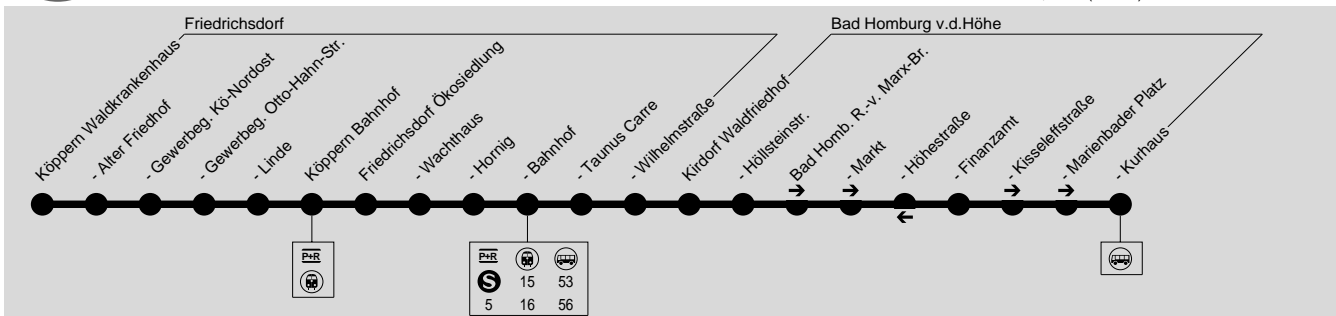 Friedrichsdorf
Bad Homburg v.d.Höhe
Köppern Waldkrankenhaus
- Alter Friedhof
- Gewerbeg. Kö-Nordost
- Gewerbeg. Otto-Hahn-Str.
- Linde
Köppern Bahnhof
Friedrichsdorf Ökosiedlung
- Wachthaus
- Hornig
- Bahnhof
- Taunus Carre
- Wilhelmstraße
Kirdorf Waldfriedhof
- Höllsteinstr.
Bad Homb. R.-v. Marx-Br.
- Markt
- Höhestraße
- Finanzamt
- Kisseleffstraße
- Marienbader Platz
- Kurhaus
P+R
P+R
S 15 53
5 16 56